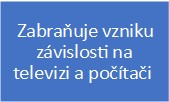 Zabraňuje vzniku
závislosti na
televizi a počítači